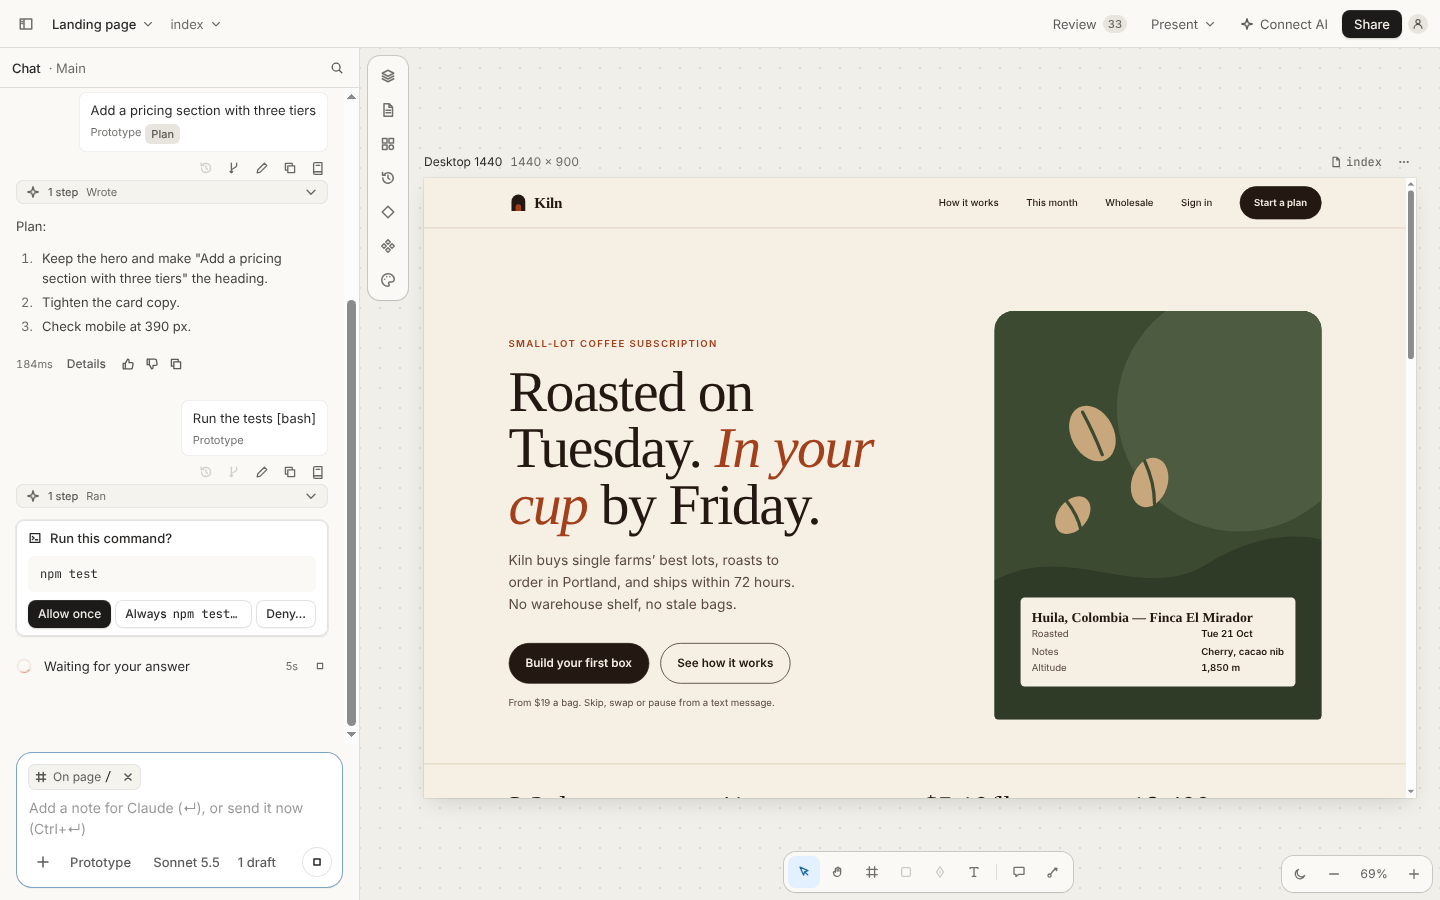 Landing page
index
Review 33
Present
Connect AI
Share
Chat · Main
Add a pricing section with three tiers
Prototype Plan
1 step Wrote
Plan:
1. Keep the hero and make "Add a pricing
section with three tiers" the heading.
2. Tighten the card copy.
3. Check mobile at 390 px.
184ms Details
Run the tests [bash]
Prototype
1 step Ran
Run this command?
npm test
Allow once
Always npm test…
Deny…
Waiting for your answer 5s
On page /
Add a note for Claude (↵), or send it now
(Ctrl+↵)
Prototype Sonnet 5.5 1 draft
Desktop 1440 1440 × 900
index
Kiln
How it works
This month
Wholesale
Sign in
Start a plan
SMALL-LOT COFFEE SUBSCRIPTION
Roasted on
Tuesday. In your
cup by Friday.
Kiln buys single farms’ best lots, roasts to
order in Portland, and ships within 72 hours.
No warehouse shelf, no stale bags.
Build your first box
See how it works
From $19 a bag. Skip, swap or pause from a text message.
Huila, Colombia — Finca El Mirador
Roasted Tue 21 Oct
Notes Cherry, cacao nib
Altitude 1,850 m
69%